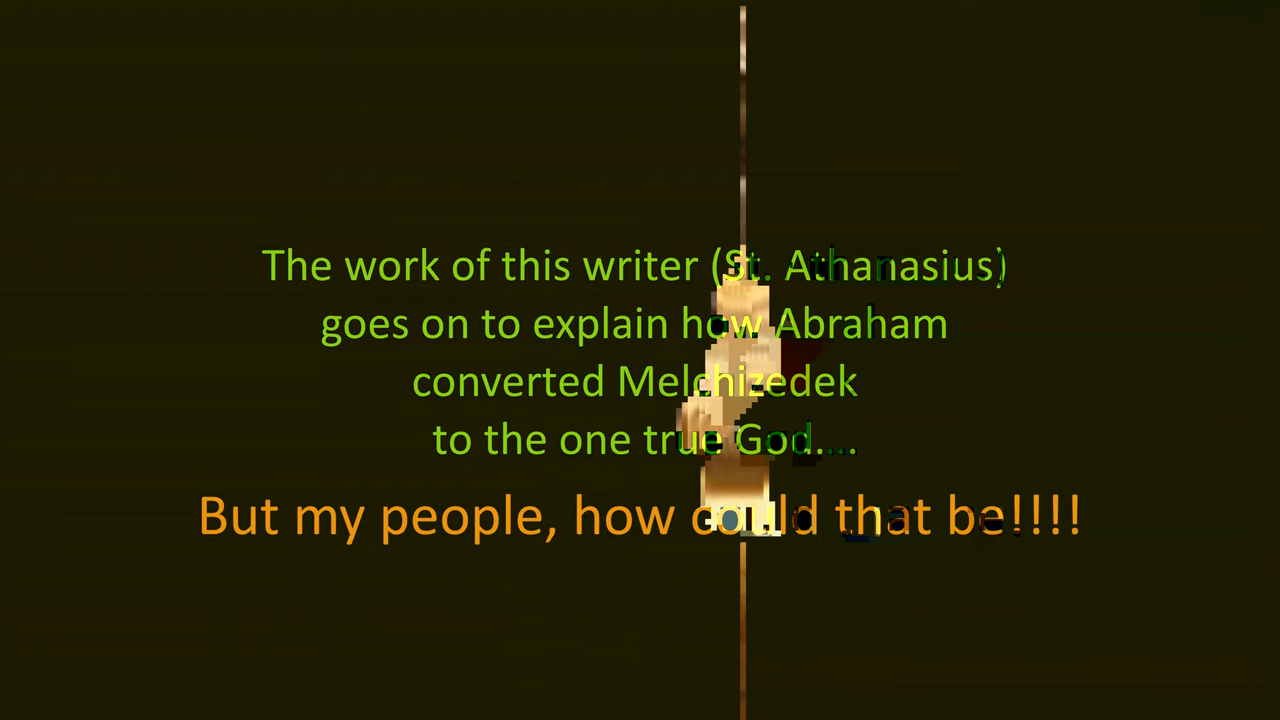 The work of this writer (St. Athanasius)
goes on to explain how Abraham
converted Melchizedek
to the one true God....
But my people, how could that be!!!!